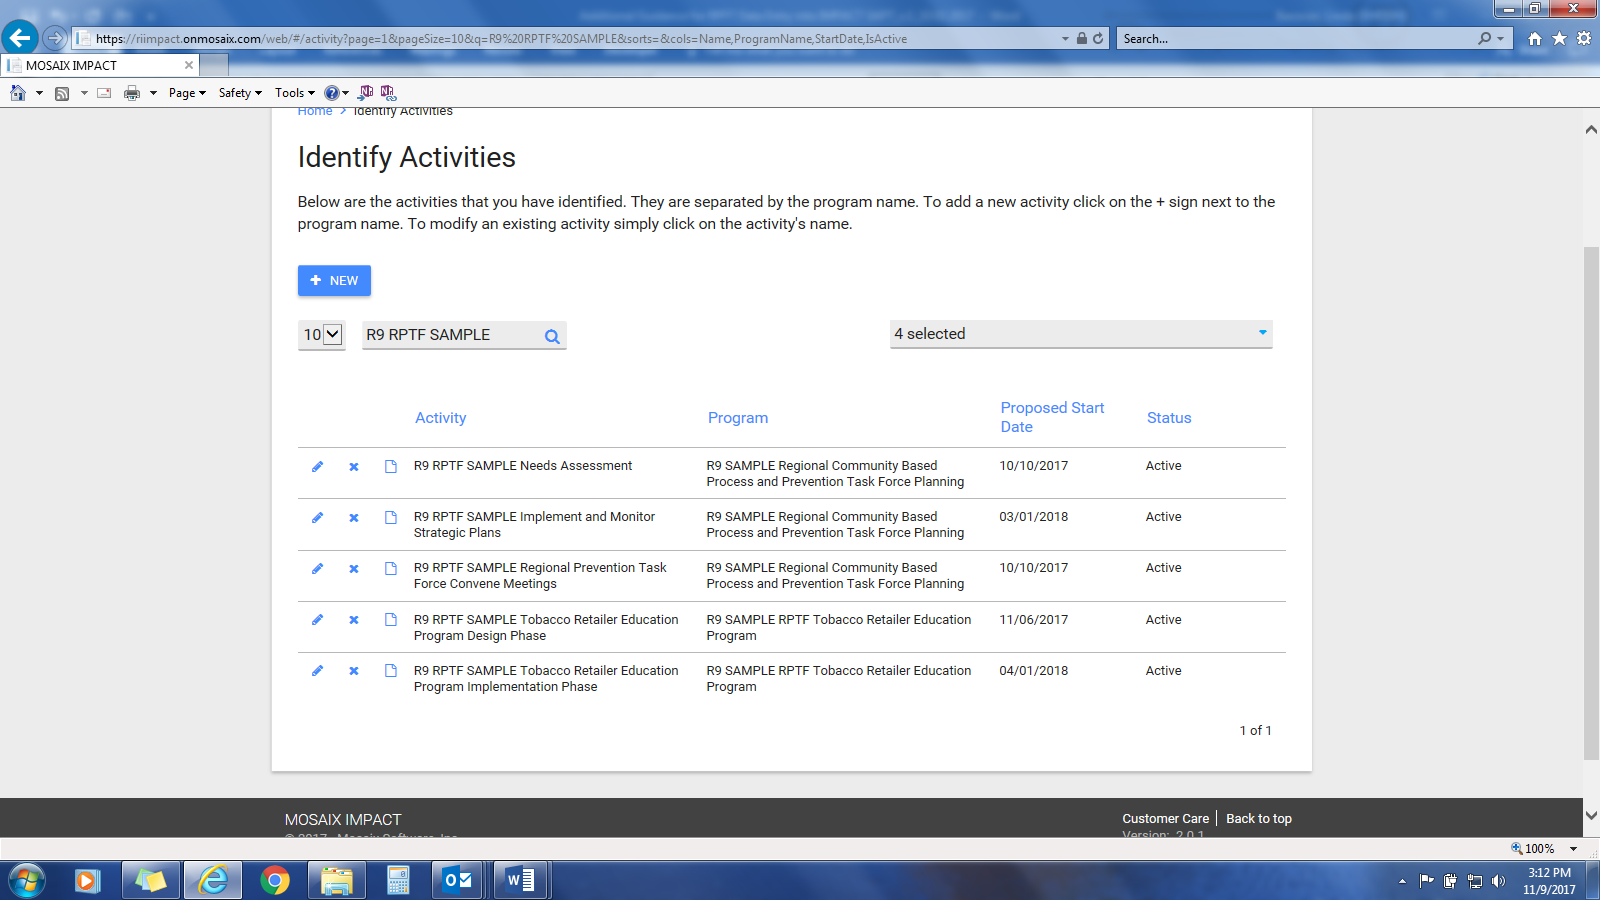 https://riimpact.onmosaix.com/web/#/activity?page=1&pageSize=10&q=R9%20RPTF%20SAMPLE&sorts=&cols=Name,ProgramName,StartDate,IsActive
Search...
MOSAIX IMPACT
Page Safety Tools
Home > Identify Activities
Identify Activities
Below are the activities that you have identified. They are separated by the program name. To add a new activity click on the + sign next to the
program name. To modify an existing activity simply click on the activity's name.
+ NEW
10 R9 RPTF SAMPLE 4 selected
Activity Program Proposed Start Date Status
R9 RPTF SAMPLE Needs Assessment R9 SAMPLE Regional Community Based 10/10/2017 Active
Process and Prevention Task Force Planning
R9 RPTF SAMPLE Implement and Monitor R9 SAMPLE Regional Community Based 03/01/2018 Active
Strategic Plans Process and Prevention Task Force Planning
R9 RPTF SAMPLE Regional Prevention Task R9 SAMPLE Regional Community Based 10/10/2017 Active
Force Convene Meetings Process and Prevention Task Force Planning
R9 RPTF SAMPLE Tobacco Retailer Education R9 SAMPLE RPTF Tobacco Retailer Education 11/06/2017 Active
Program Design Phase Program
R9 RPTF SAMPLE Tobacco Retailer Education R9 SAMPLE RPTF Tobacco Retailer Education 04/01/2018 Active
Program Implementation Phase Program
1 of 1
MOSAIX IMPACT Customer Care | Back to top
© 2017 - Mosaix Software, Inc. Version: 2.0.1
100%
3:12 PM
11/9/2017